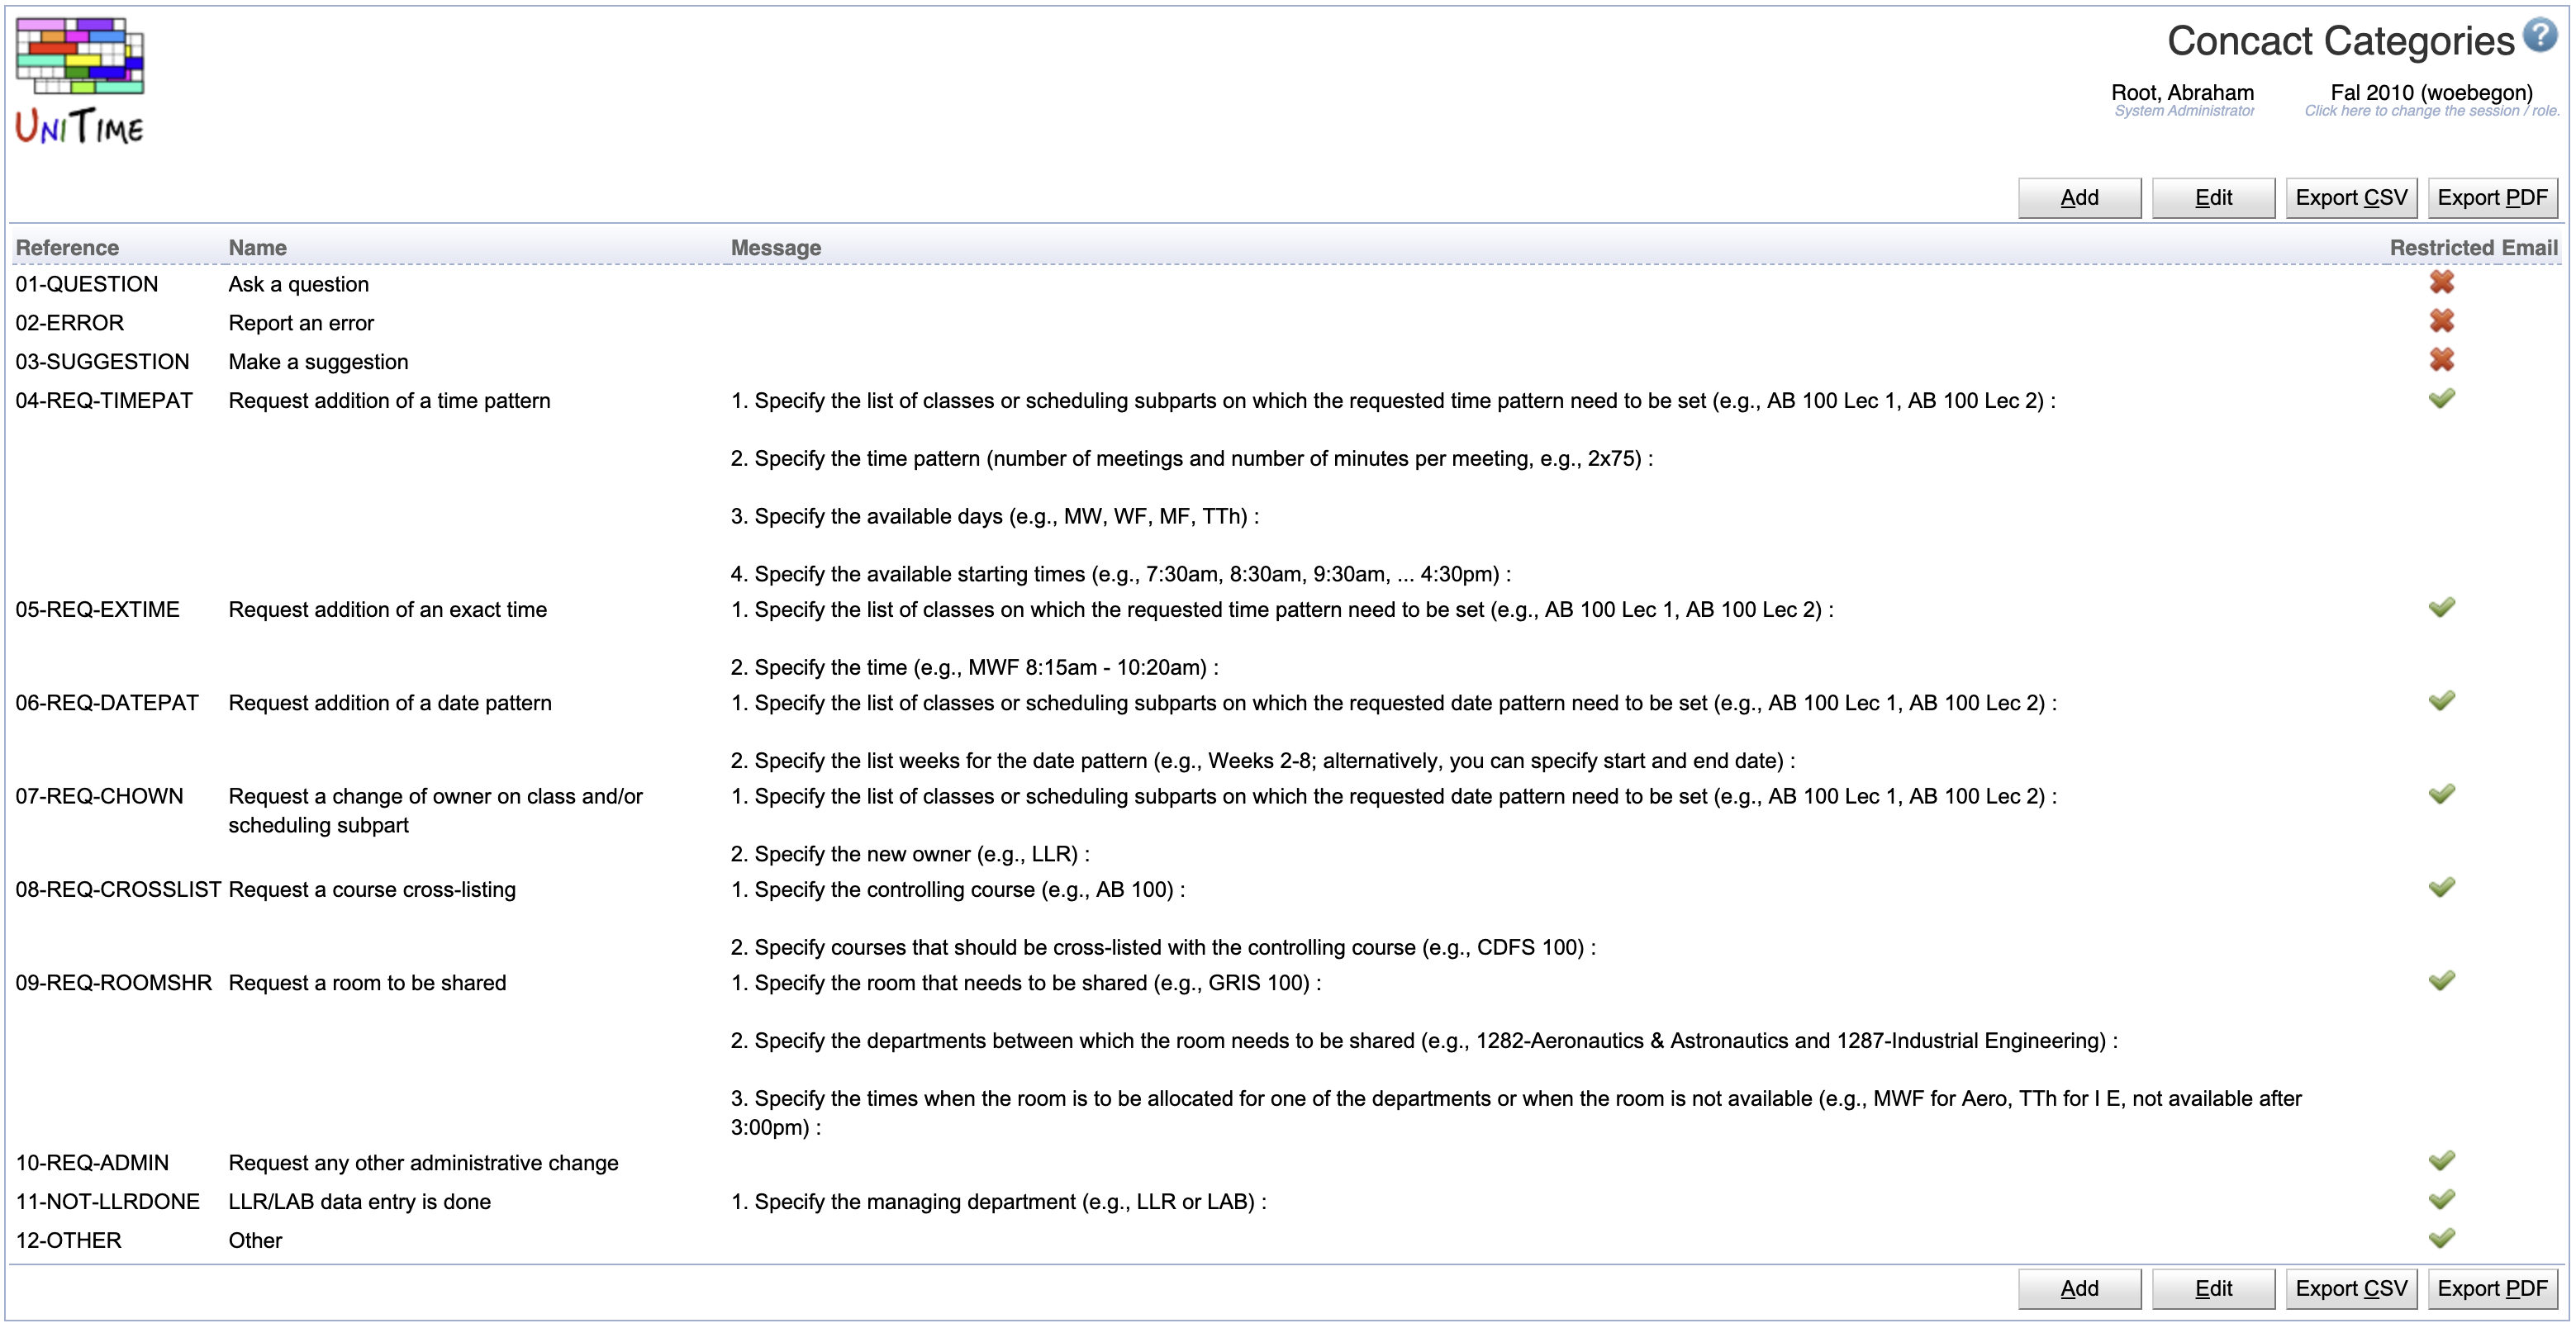 UNITIME
Concact Categories
Root, Abraham Fal 2010 (woebegon)
System Administrator Click here to change the session / role.
Add Edit Export CSV Export PDF
Reference Name Message Restricted Email
01-QUESTION Ask a question
02-ERROR Report an error
03-SUGGESTION Make a suggestion
04-REQ-TIMEPAT Request addition of a time pattern 1. Specify the list of classes or scheduling subparts on which the requested time pattern need to be set (e.g., AB 100 Lec 1, AB 100 Lec 2) :
2. Specify the time pattern (number of meetings and number of minutes per meeting, e.g., 2x75) :
3. Specify the available days (e.g., MW, WF, MF, TTh) :
4. Specify the available starting times (e.g., 7:30am, 8:30am, 9:30am, ... 4:30pm) :
05-REQ-EXTIME Request addition of an exact time 1. Specify the list of classes on which the requested time pattern need to be set (e.g., AB 100 Lec 1, AB 100 Lec 2) :
2. Specify the time (e.g., MWF 8:15am - 10:20am) :
06-REQ-DATEPAT Request addition of a date pattern 1. Specify the list of classes or scheduling subparts on which the requested date pattern need to be set (e.g., AB 100 Lec 1, AB 100 Lec 2) :
2. Specify the list weeks for the date pattern (e.g., Weeks 2-8; alternatively, you can specify start and end date) :
07-REQ-CHOWN Request a change of owner on class and/or 1. Specify the list of classes or scheduling subparts on which the requested date pattern need to be set (e.g., AB 100 Lec 1, AB 100 Lec 2) :
scheduling subpart
2. Specify the new owner (e.g., LLR) :
08-REQ-CROSSLIST Request a course cross-listing 1. Specify the controlling course (e.g., AB 100) :
2. Specify courses that should be cross-listed with the controlling course (e.g., CDFS 100) :
09-REQ-ROOMSHR Request a room to be shared 1. Specify the room that needs to be shared (e.g., GRIS 100) :
2. Specify the departments between which the room needs to be shared (e.g., 1282-Aeronautics & Astronautics and 1287-Industrial Engineering) :
3. Specify the times when the room is to be allocated for one of the departments or when the room is not available (e.g., MWF for Aero, TTh for I E, not available after
3:00pm) :
10-REQ-ADMIN Request any other administrative change
11-NOT-LLRDONE LLR/LAB data entry is done 1. Specify the managing department (e.g., LLR or LAB) :
12-OTHER Other
Add Edit Export CSV Export PDF